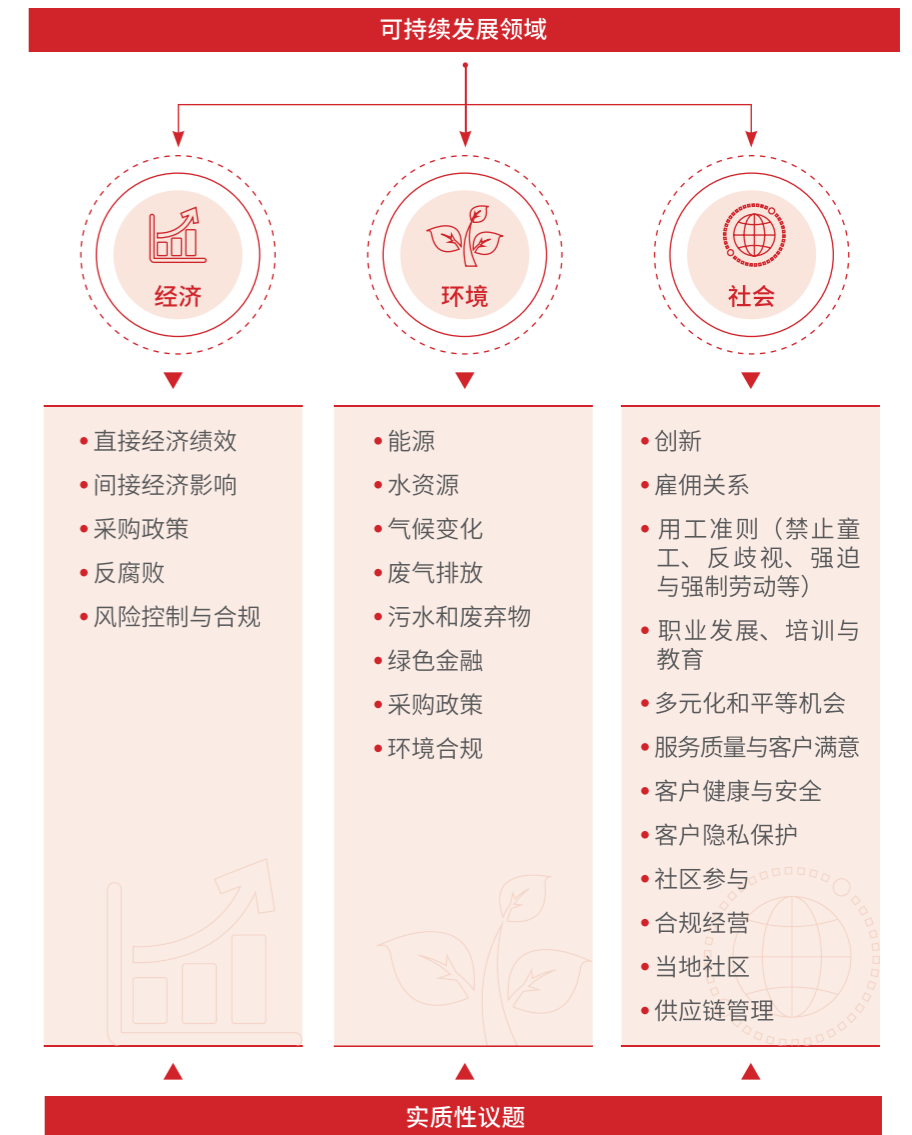 可持续发展领域
经济
环境
社会
•直接经济绩效
•间接经济影响
•采购政策
•反腐败
•风险控制与合规
•能源
•水资源
•气候变化
•废气排放
•污水和废弃物
•绿色金融
•采购政策
•环境合规
•创新
•雇佣关系
•用工准则（禁止童
工、反歧视、强迫
与强制劳动等）
•职业发展、培训与
教育
•多元化和平等机会
•服务质量与客户满意
•客户健康与安全
•客户隐私保护
•社区参与
•合规经营
•当地社区
•供应链管理
实质性议题